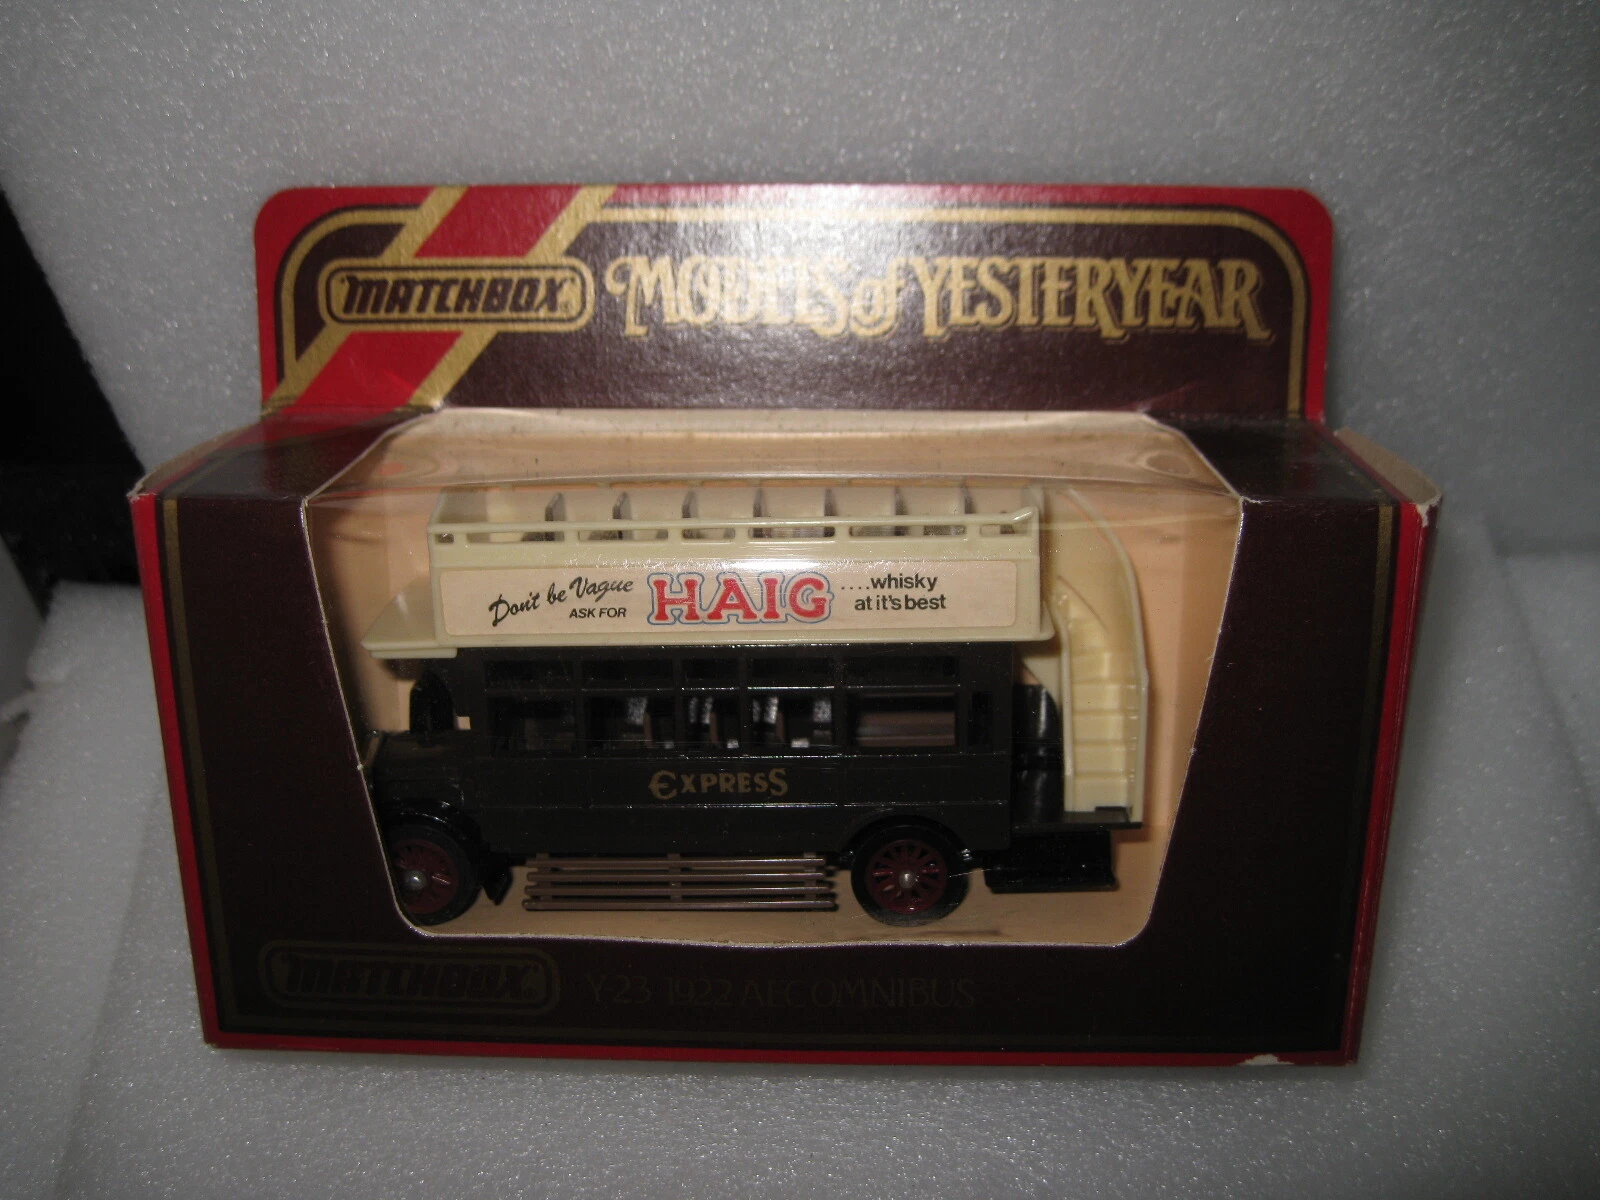 MATCHBOX
MODELS of YESTERYEAR
Don't be Vague
ASK FOR
HAIG
....whisky
at it's best
EXPRESS
MATCHBOX
Y-23 1922 AEC OMNIBUS